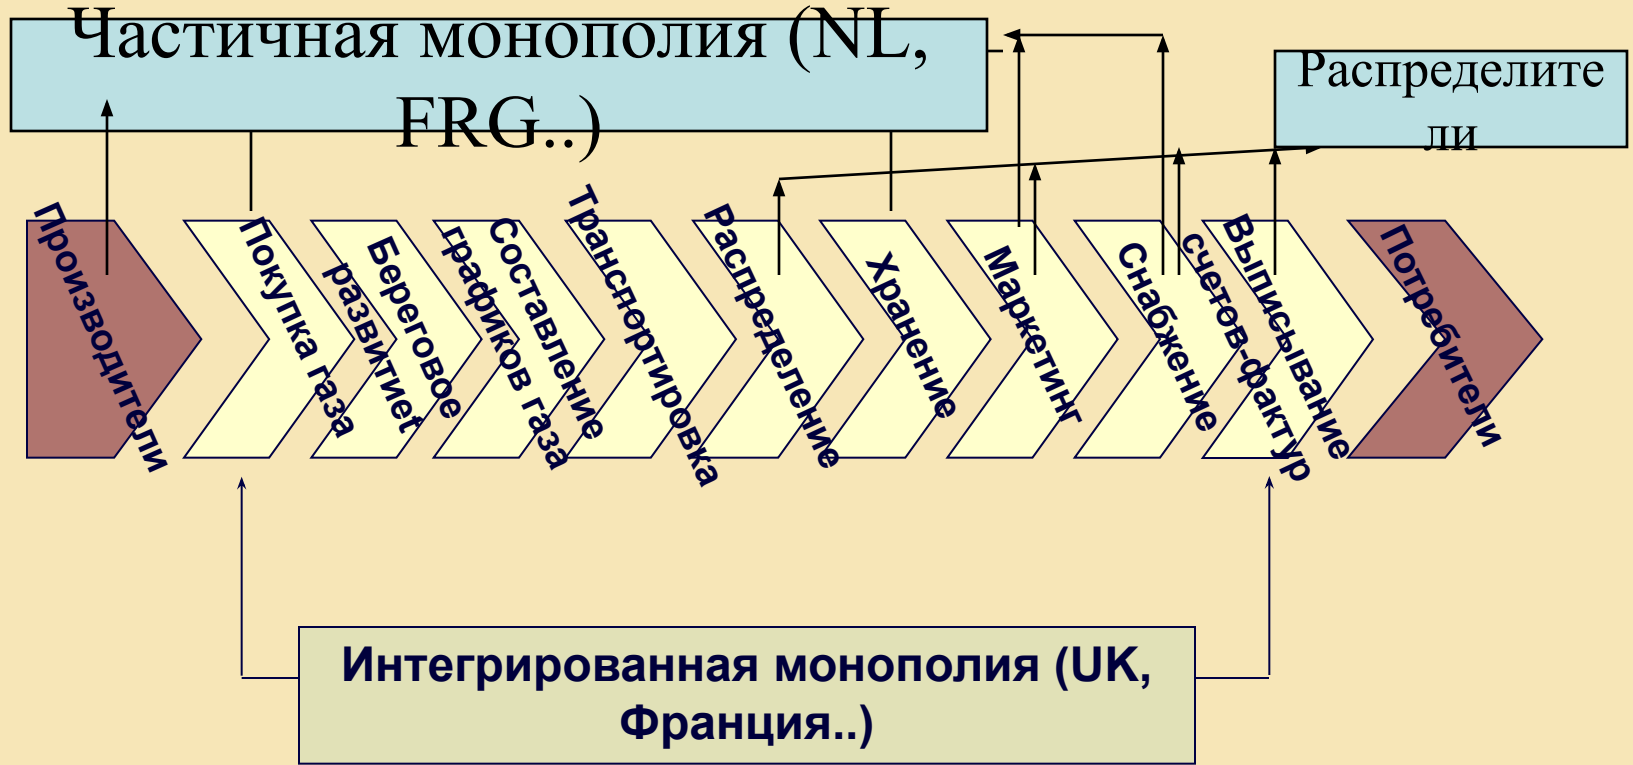 Частичная монополия (NL,
FRG..)
Распределите
ли
Производители
Покупка газа
Береговое
развитиеt
Составление
графиков газа
Транспортировка
Распределение
Хранение
Маркетинг
Снабжение
Выписывание
счетов-фактур
Потребители
Интегрированная монополия (UK,
Франция..)